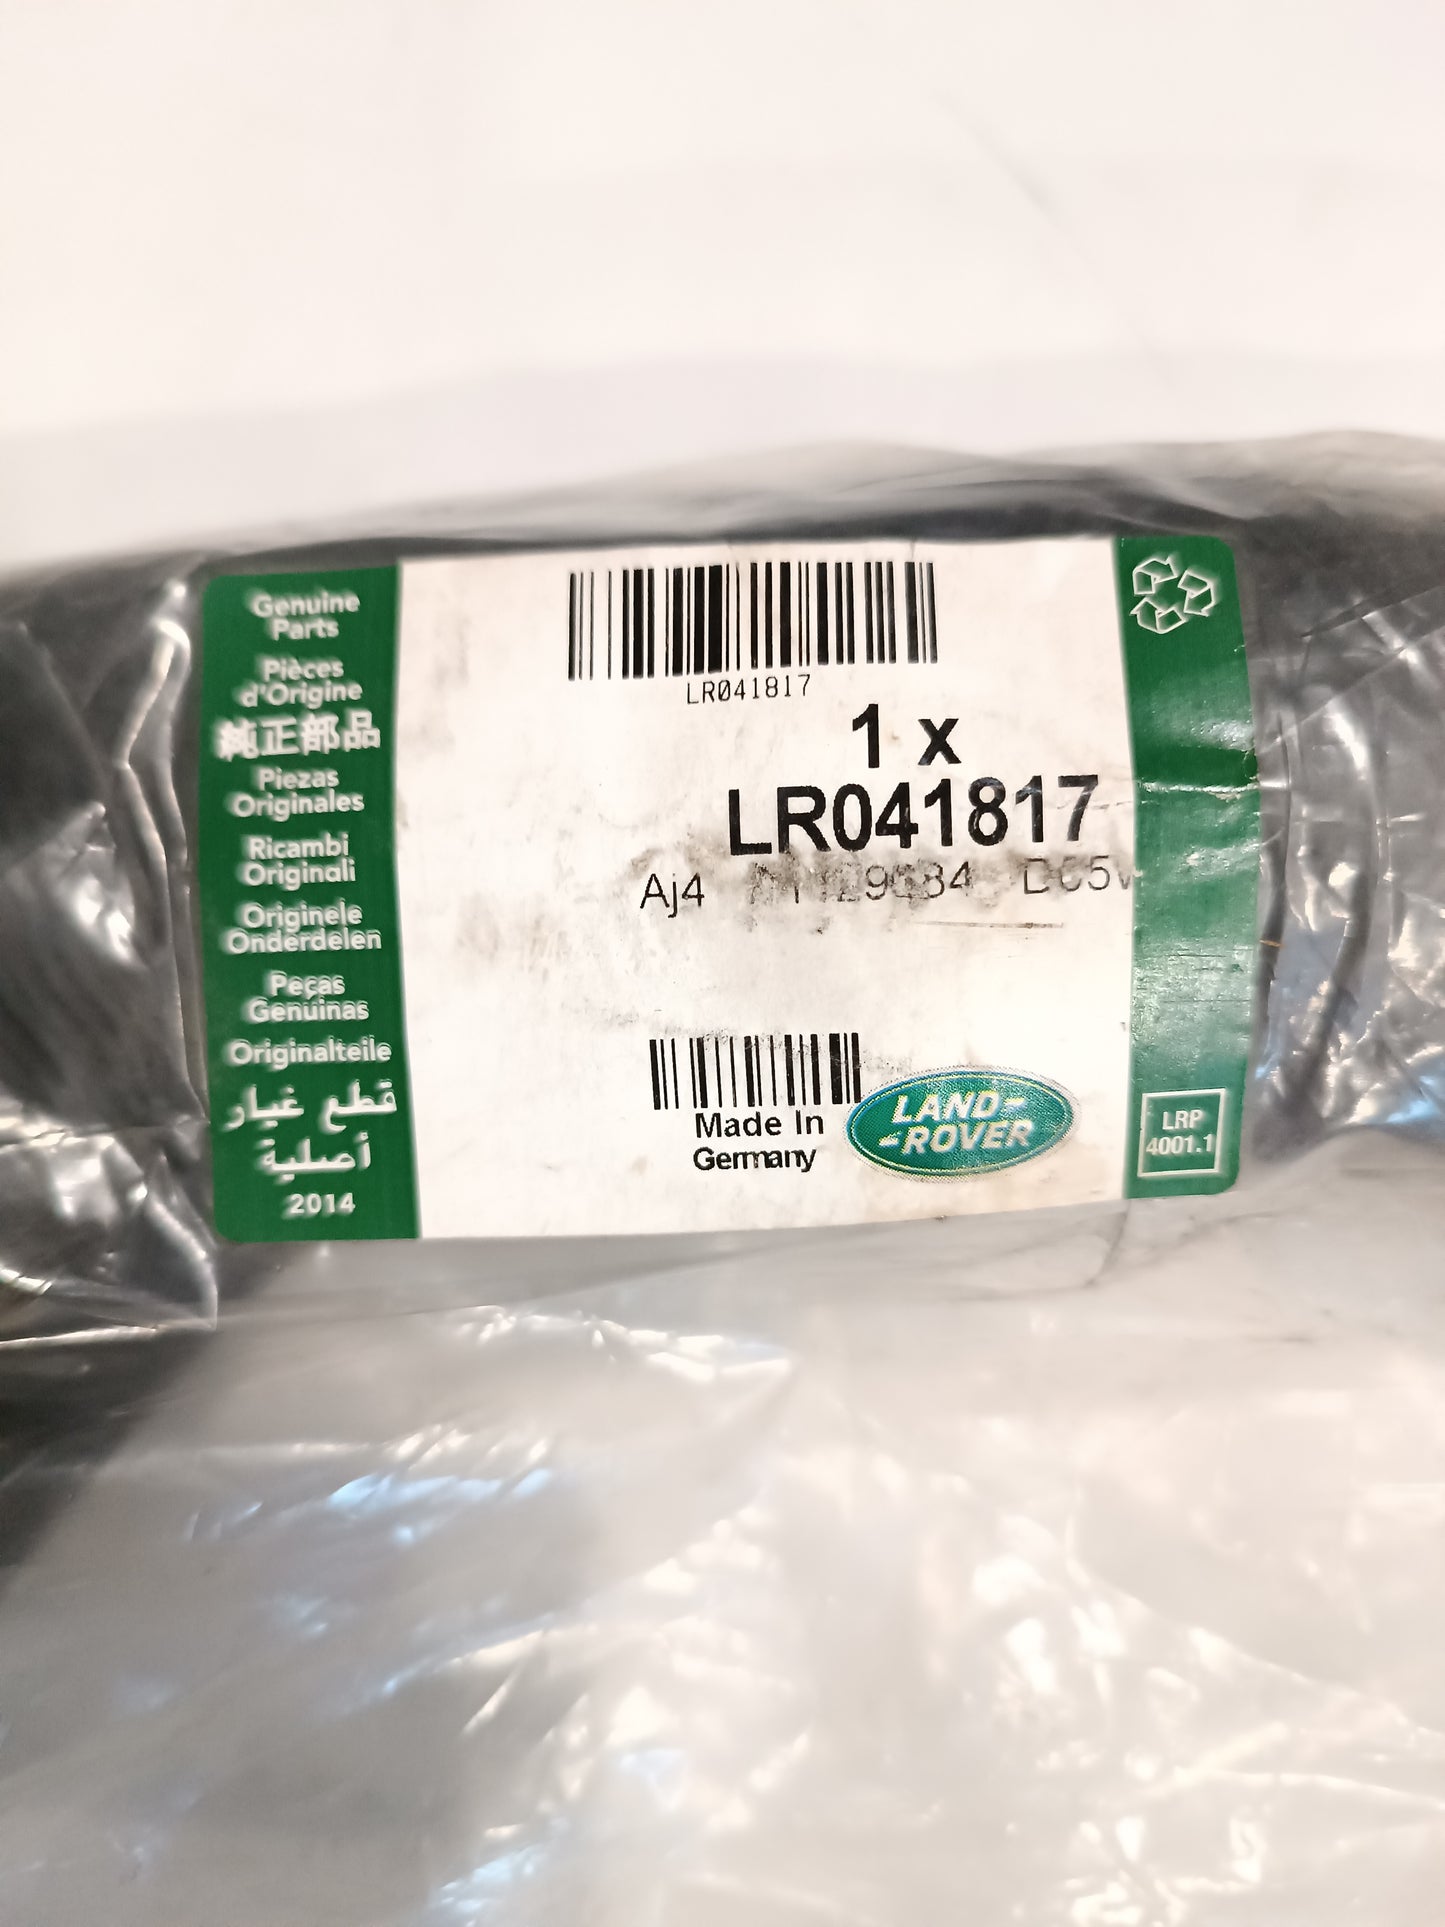 Genuine
Parts
Pièces
d'Origine
純正部品
Piezas
Originales
Ricambi
Originali
Originele
Onderdelen
Peças
Genuínas
Originalteile
قطع غيار
أصلية
2014
LR041817
1 x
LR041817
Aj4
Made In
Germany
LAND-
-ROVER
LRP
4001.1